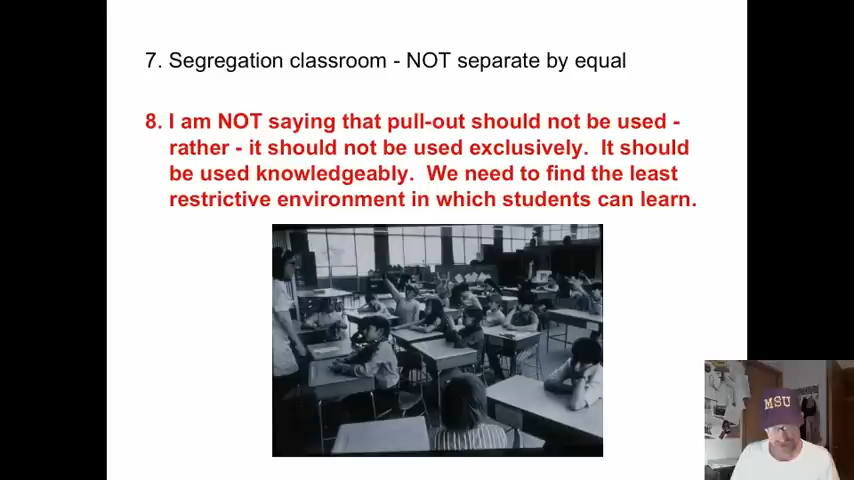 7. Segregation classroom - NOT separate by equal
8. I am NOT saying that pull-out should not be used -
rather - it should not be used exclusively. It should
be used knowledgeably. We need to find the least
restrictive environment in which students can learn.
MSU